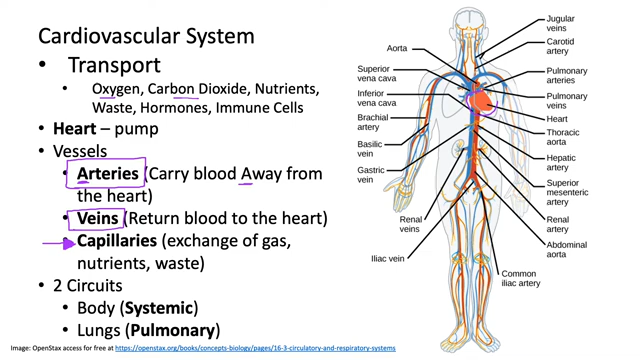 Cardiovascular System
• Transport
• Oxygen, Carbon Dioxide, Nutrients,
Waste, Hormones, Immune Cells
• Heart – pump
• Vessels
• Arteries (Carry blood Away from
the heart)
• Veins (Return blood to the heart)
Capillaries (exchange of gas,
nutrients, waste)
• 2 Circuits
• Body (Systemic)
• Lungs (Pulmonary)
Aorta
Superior
vena cava
Inferior
vena cava
Brachial
artery
Basilic
vein
Gastric
vein
Renal
veins
Iliac vein
Jugular
veins
Carotid
artery
Pulmonary
arteries
Pulmonary
veins
Heart
Thoracic
aorta
Hepatic
artery
Superior
mesenteric
artery
Renal
artery
Abdominal
aorta
Common
iliac artery
Image: OpenStax access for free at https://openstax.org/books/concepts-biology/pages/16-3-circulatory-and-respiratory-systems